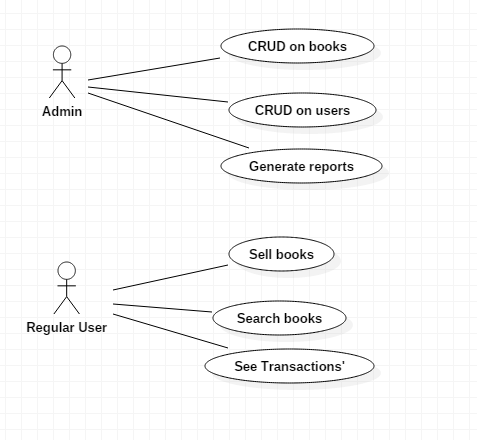 CRUD on books
Admin
CRUD on users
Generate reports
Sell books
Regular User
Search books
See Transactions'